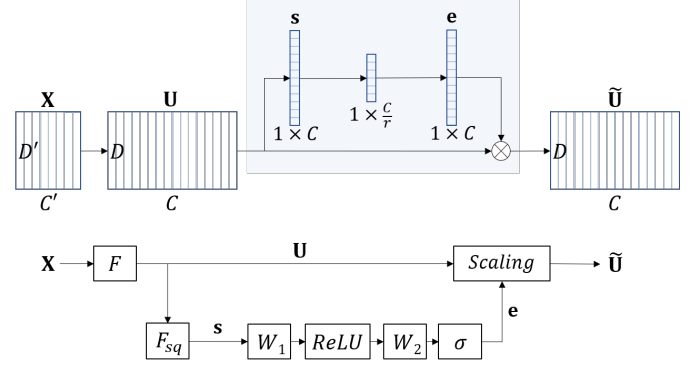 s e
X U Ũ
1 × C/r
1 × C 1 × C
D′ D D
C′ C C
U
X F Scaling Ũ
s e
F_sq W_1 ReLU W_2 σ